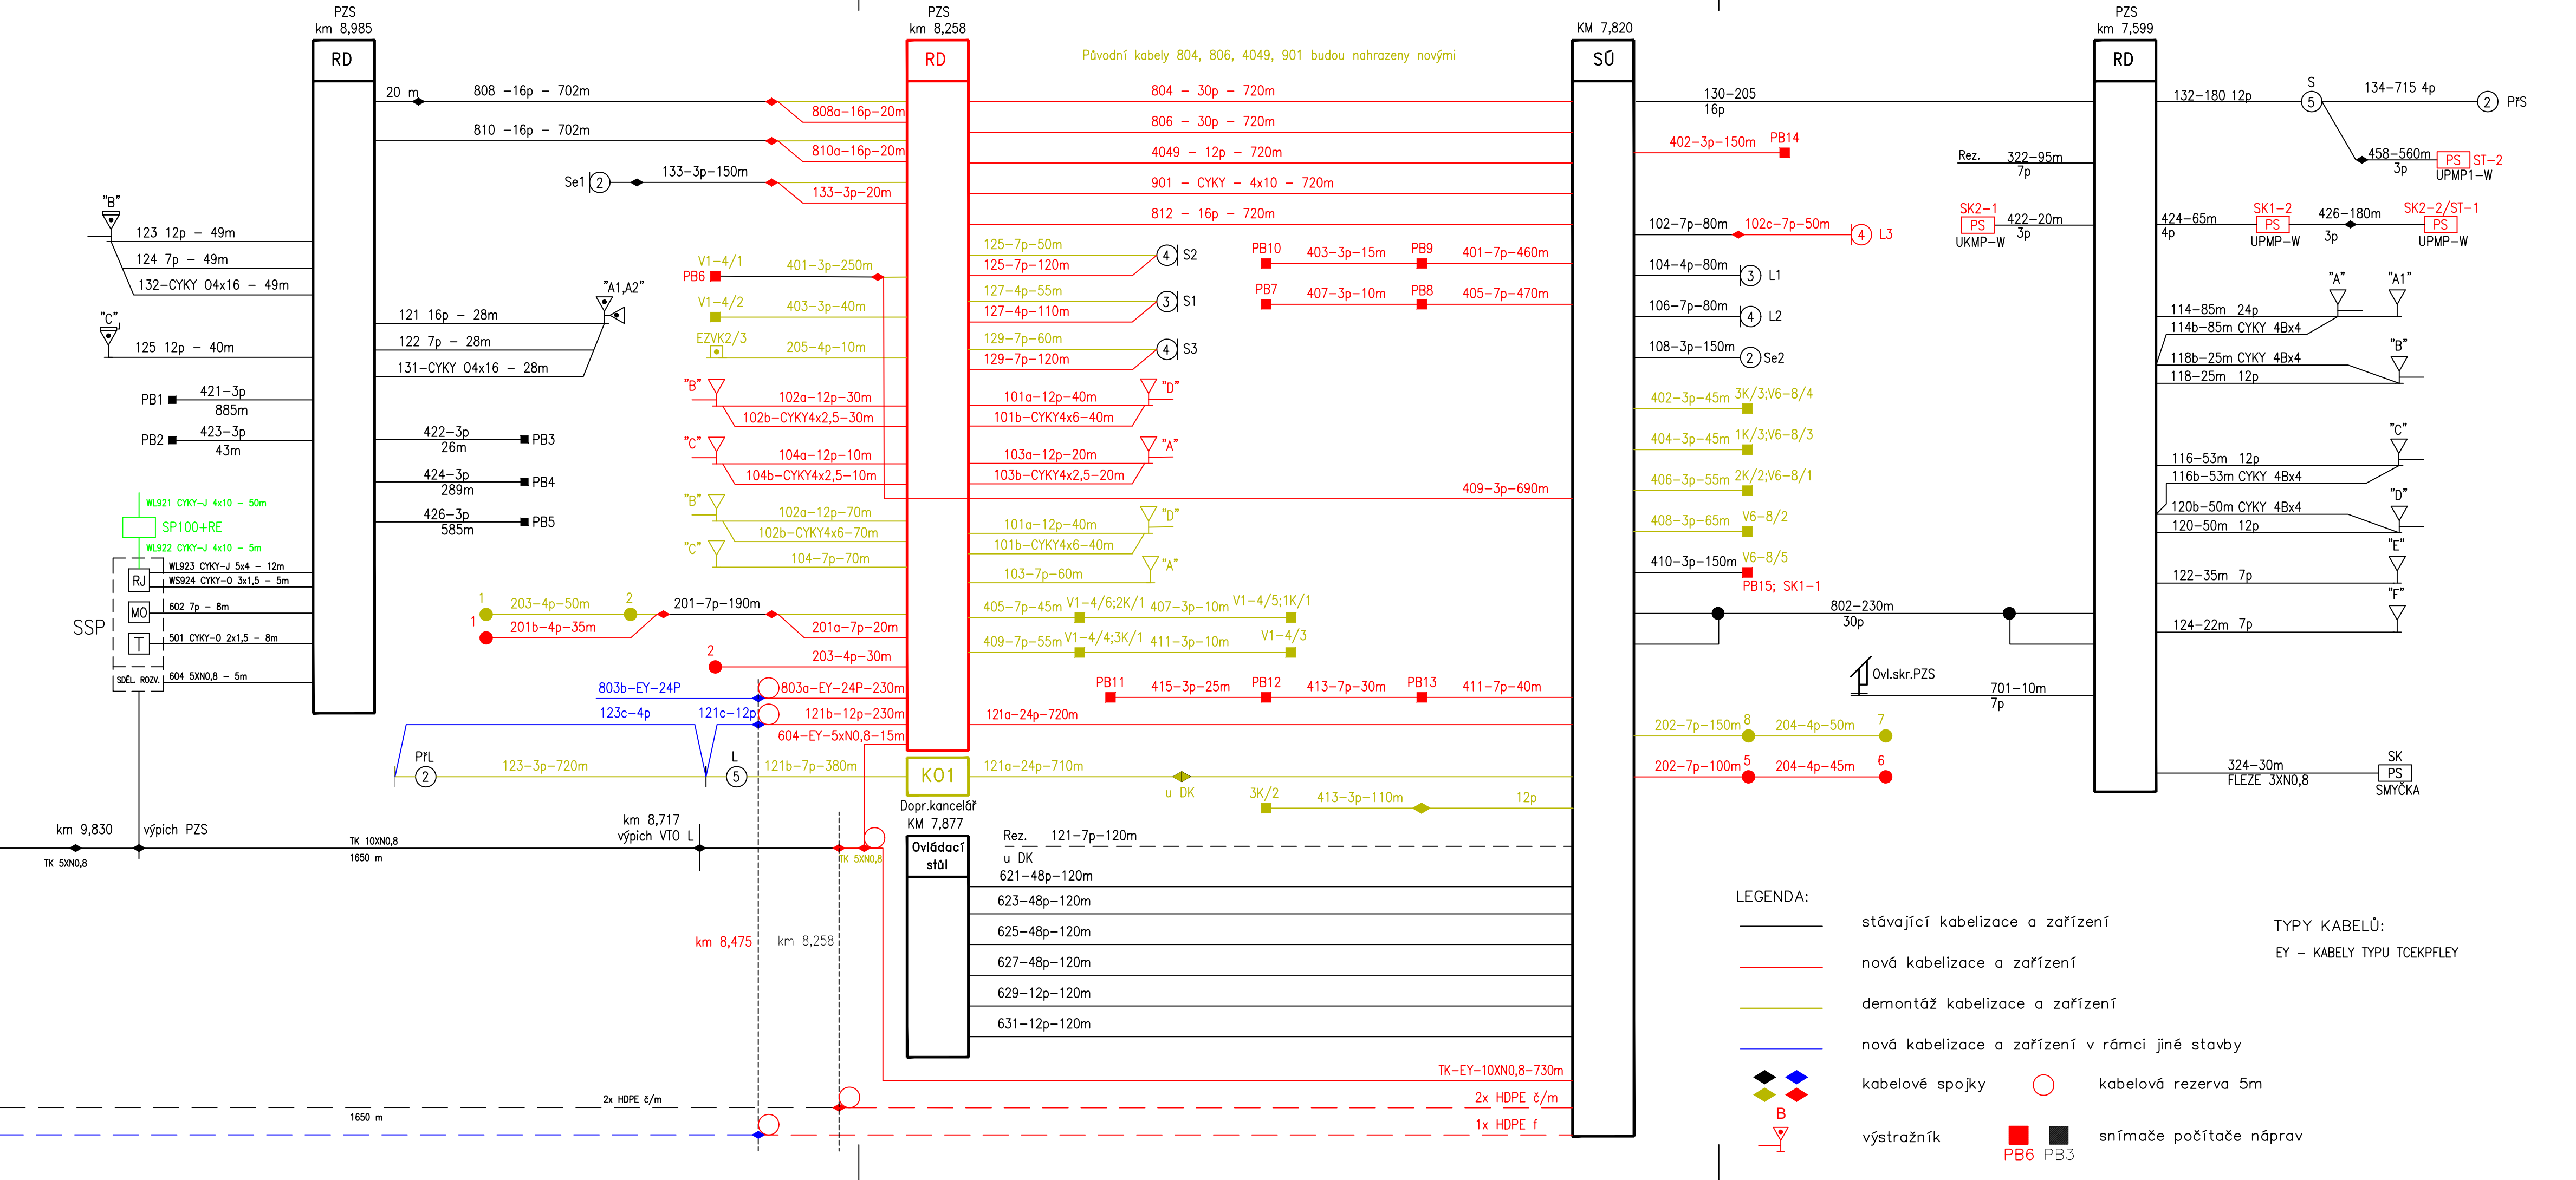 PZS
km 8,985
RD
PZS
km 8,258
RD
Původní kabely 804, 806, 4049, 901 budou nahrazeny novými
KM 7,820
SÚ
PZS
km 7,599
RD
20 m
808 -16p - 702m
808a-16p-20m
810 -16p - 702m
810a-16p-20m
Se1
2
133-3p-150m
133-3p-20m
"B"
123 12p - 49m
124 7p - 49m
132-CYKY O4x16 - 49m
"C"
125 12p - 40m
"A1,A2"
121 16p - 28m
122 7p - 28m
131-CYKY O4x16 - 28m
PB1
421-3p
885m
PB2
423-3p
43m
422-3p
26m
PB3
424-3p
289m
PB4
426-3p
585m
PB5
WL921 CYKY-J 4x10 - 50m
SP100+RE
WL922 CYKY-J 4x10 - 5m
SSP
RJ
WL923 CYKY-J 5x4 - 12m
WS924 CYKY-O 3x1,5 - 5m
MO
602 7p - 8m
T
501 CYKY-O 2x1,5 - 8m
SDĚL. ROZV.
604 5XN0,8 - 5m
V1-4/1
PB6
401-3p-250m
V1-4/2
403-3p-40m
EZVK2/3
205-4p-10m
"B"
102a-12p-30m
102b-CYKY4x2,5-30m
"C"
104a-12p-10m
104b-CYKY4x2,5-10m
"B"
102a-12p-70m
102b-CYKY4x6-70m
"C"
104-7p-70m
1
203-4p-50m
2
201-7p-190m
1
201b-4p-35m
201a-7p-20m
2
203-4p-30m
803b-EY-24P
803a-EY-24P-230m
123c-4p
121c-12p
121b-12p-230m
604-EY-5xN0,8-15m
PřL
2
123-3p-720m
L
5
121b-7p-380m
KO1
121a-24p-710m
u DK
804 - 30p - 720m
806 - 30p - 720m
4049 - 12p - 720m
901 - CYKY - 4x10 - 720m
812 - 16p - 720m
125-7p-50m
125-7p-120m
4
S2
127-4p-55m
127-4p-110m
3
S1
129-7p-60m
129-7p-120m
4
S3
PB10
403-3p-15m
PB9
401-7p-460m
PB7
407-3p-10m
PB8
405-7p-470m
101a-12p-40m
101b-CYKY4x6-40m
"D"
103a-12p-20m
103b-CYKY4x2,5-20m
"A"
409-3p-690m
101a-12p-40m
101b-CYKY4x6-40m
"D"
103-7p-60m
"A"
405-7p-45m
V1-4/6;2K/1
407-3p-10m
V1-4/5;1K/1
409-7p-55m
V1-4/4;3K/1
411-3p-10m
V1-4/3
PB11
415-3p-25m
PB12
413-7p-30m
PB13
411-7p-40m
121a-24p-720m
3K/2
413-3p-110m
12p
Dopr.kancelář
KM 7,877
Ovládací
stůl
Rez.
121-7p-120m
u DK
621-48p-120m
623-48p-120m
625-48p-120m
627-48p-120m
629-12p-120m
631-12p-120m
TK-EY-10XN0,8-730m
2x HDPE č/m
1x HDPE f
km 9,830
výpich PZS
TK 5XN0,8
TK 10XN0,8
1650 m
km 8,717
výpich VTO L
TK 5XN0,8
km 8,475
km 8,258
2x HDPE č/m
1650 m
130-205
16p
402-3p-150m
PB14
102-7p-80m
102c-7p-50m
4
L3
104-4p-80m
3
L1
106-7p-80m
4
L2
108-3p-150m
2
Se2
402-3p-45m
3K/3;V6-8/4
404-3p-45m
1K/3;V6-8/3
406-3p-55m
2K/2;V6-8/1
408-3p-65m
V6-8/2
410-3p-150m
V6-8/5
PB15; SK1-1
802-230m
30p
Ovl.skr.PZS
701-10m
7p
202-7p-150m
8
204-4p-50m
7
202-7p-100m
5
204-4p-45m
6
Rez.
322-95m
7p
SK2-1
PS
UKMP-W
422-20m
3p
132-180 12p
S
5
134-715 4p
2
PřS
458-560m
3p
PS
ST-2
UPMP1-W
424-65m
4p
SK1-2
PS
UPMP-W
426-180m
3p
SK2-2/ST-1
PS
UPMP-W
"A"
"A1"
114-85m 24p
114b-85m CYKY 4Bx4
"B"
118b-25m CYKY 4Bx4
118-25m 12p
"C"
116-53m 12p
116b-53m CYKY 4Bx4
"D"
120b-50m CYKY 4Bx4
120-50m 12p
"E"
122-35m 7p
"F"
124-22m 7p
324-30m
FLEZE 3XN0,8
SK
PS
SMYČKA
LEGENDA:
stávající kabelizace a zařízení
nová kabelizace a zařízení
demontáž kabelizace a zařízení
nová kabelizace a zařízení v rámci jiné stavby
kabelové spojky
kabelová rezerva 5m
B
výstražník
PB6
PB3
snímače počítače náprav
TYPY KABELŮ:
EY - KABELY TYPU TCEKPFLEY